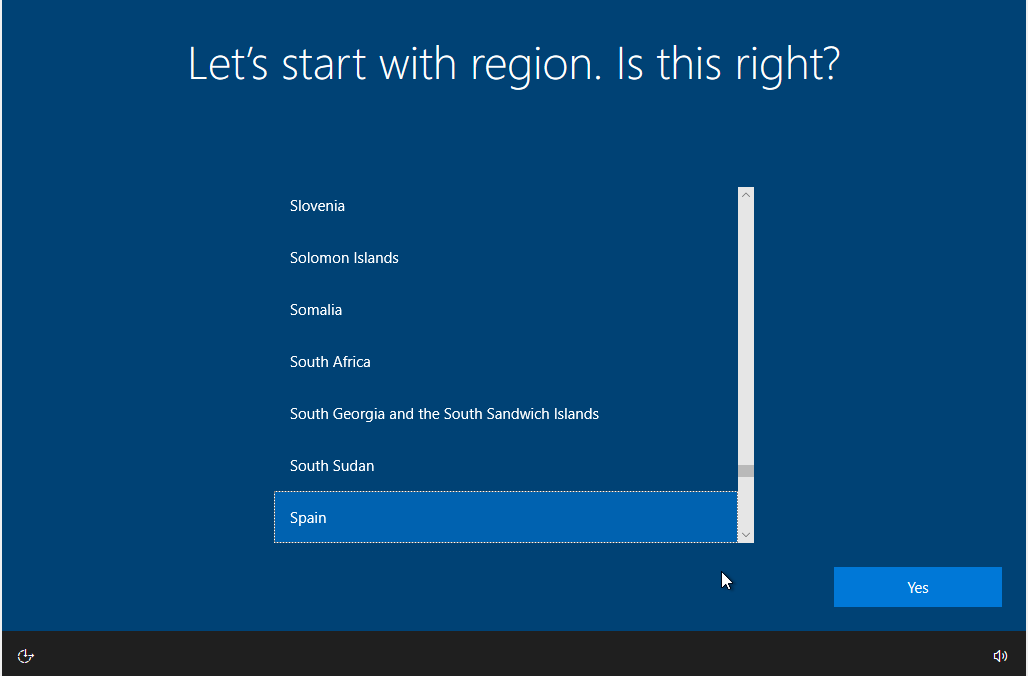 Let’s start with region. Is this right?
Slovenia
Solomon Islands
Somalia
South Africa
South Georgia and the South Sandwich Islands
South Sudan
Spain
Yes